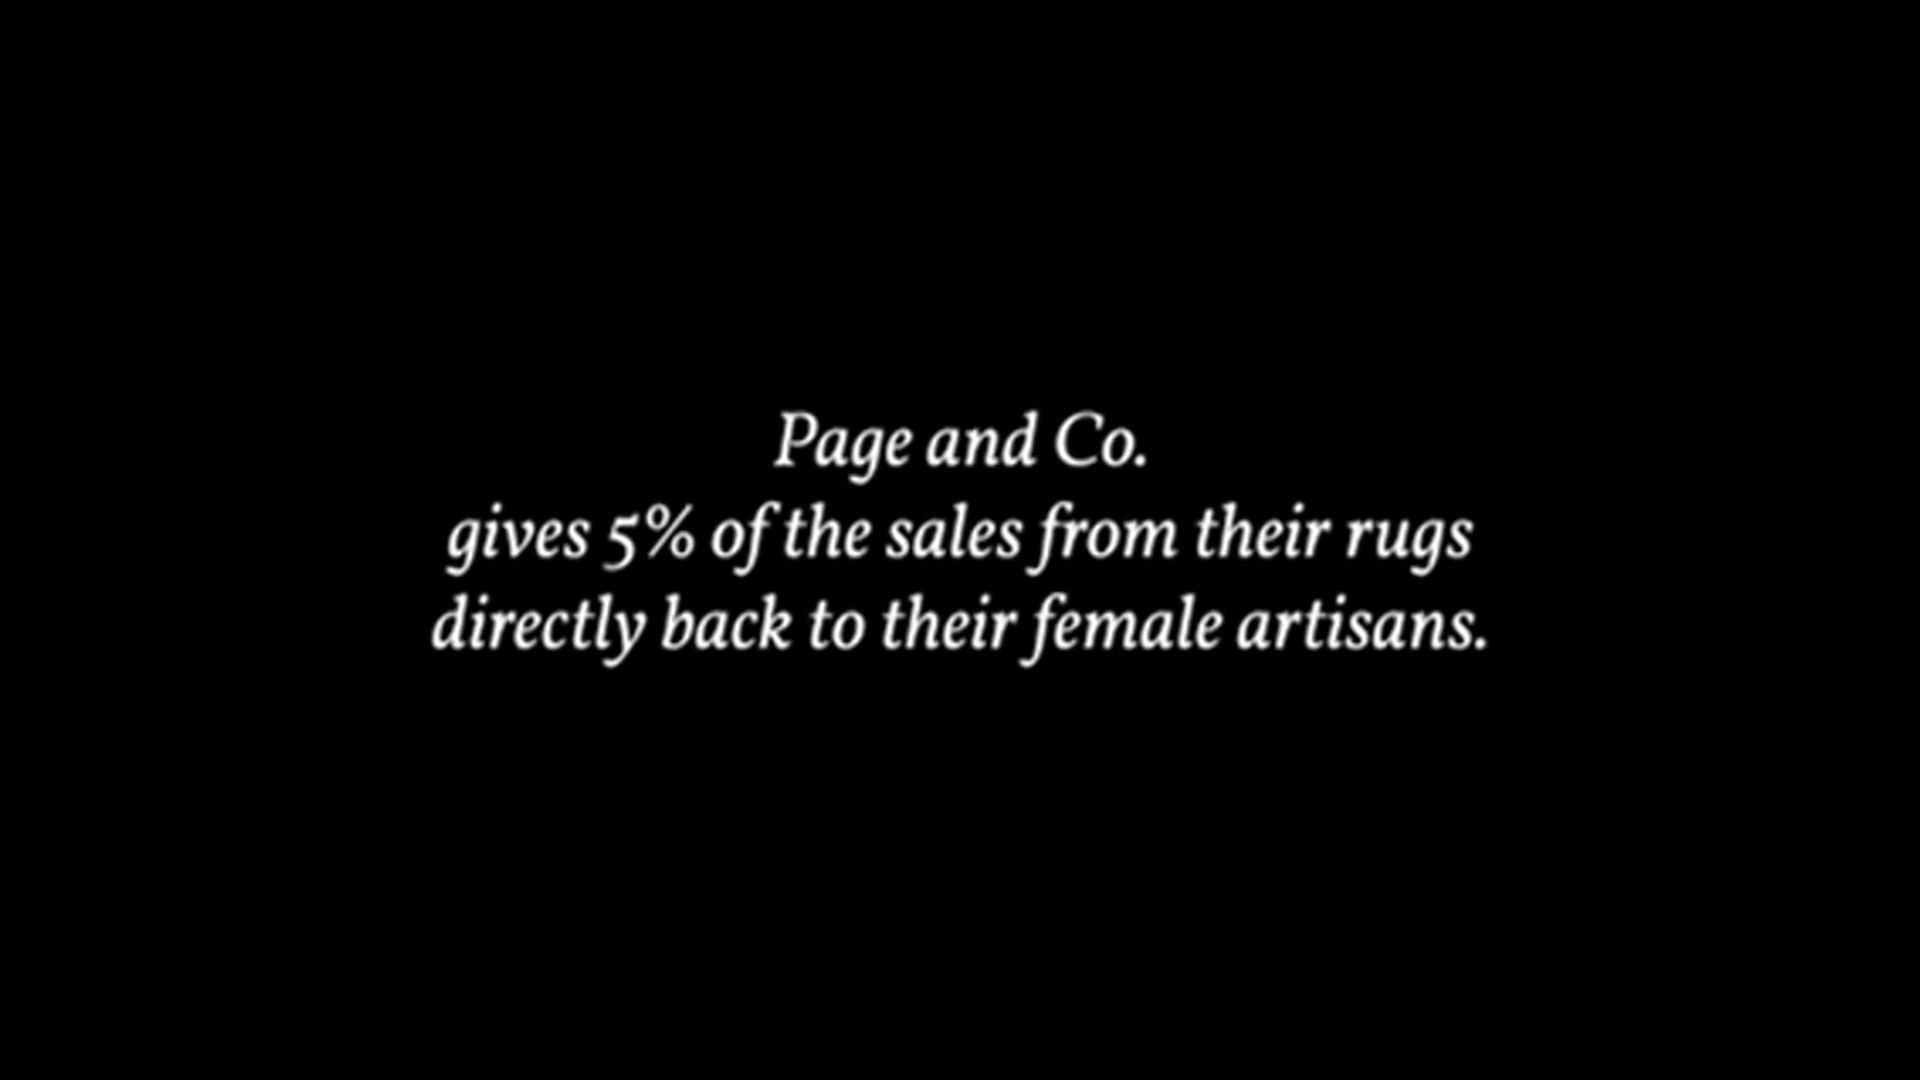 Page and Co.
gives 5% of the sales from their rugs
directly back to their female artisans.